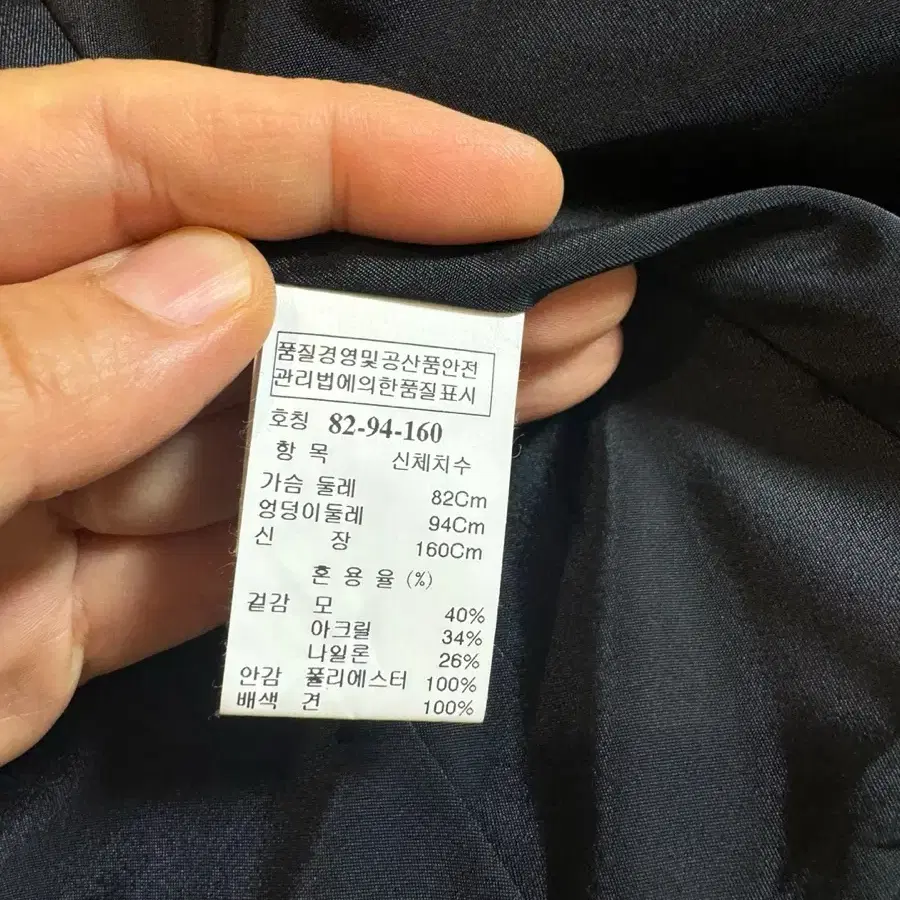 품질경영및공산품안전
관리법에의한품질표시
호칭 82-94-160
항 목 신체치수
가슴 둘레 82Cm
엉덩이둘레 94Cm
신 장 160Cm
혼 용 율 (%)
겉감 모 40%
아크릴 34%
나일론 26%
안감 폴리에스터 100%
배색 견 100%